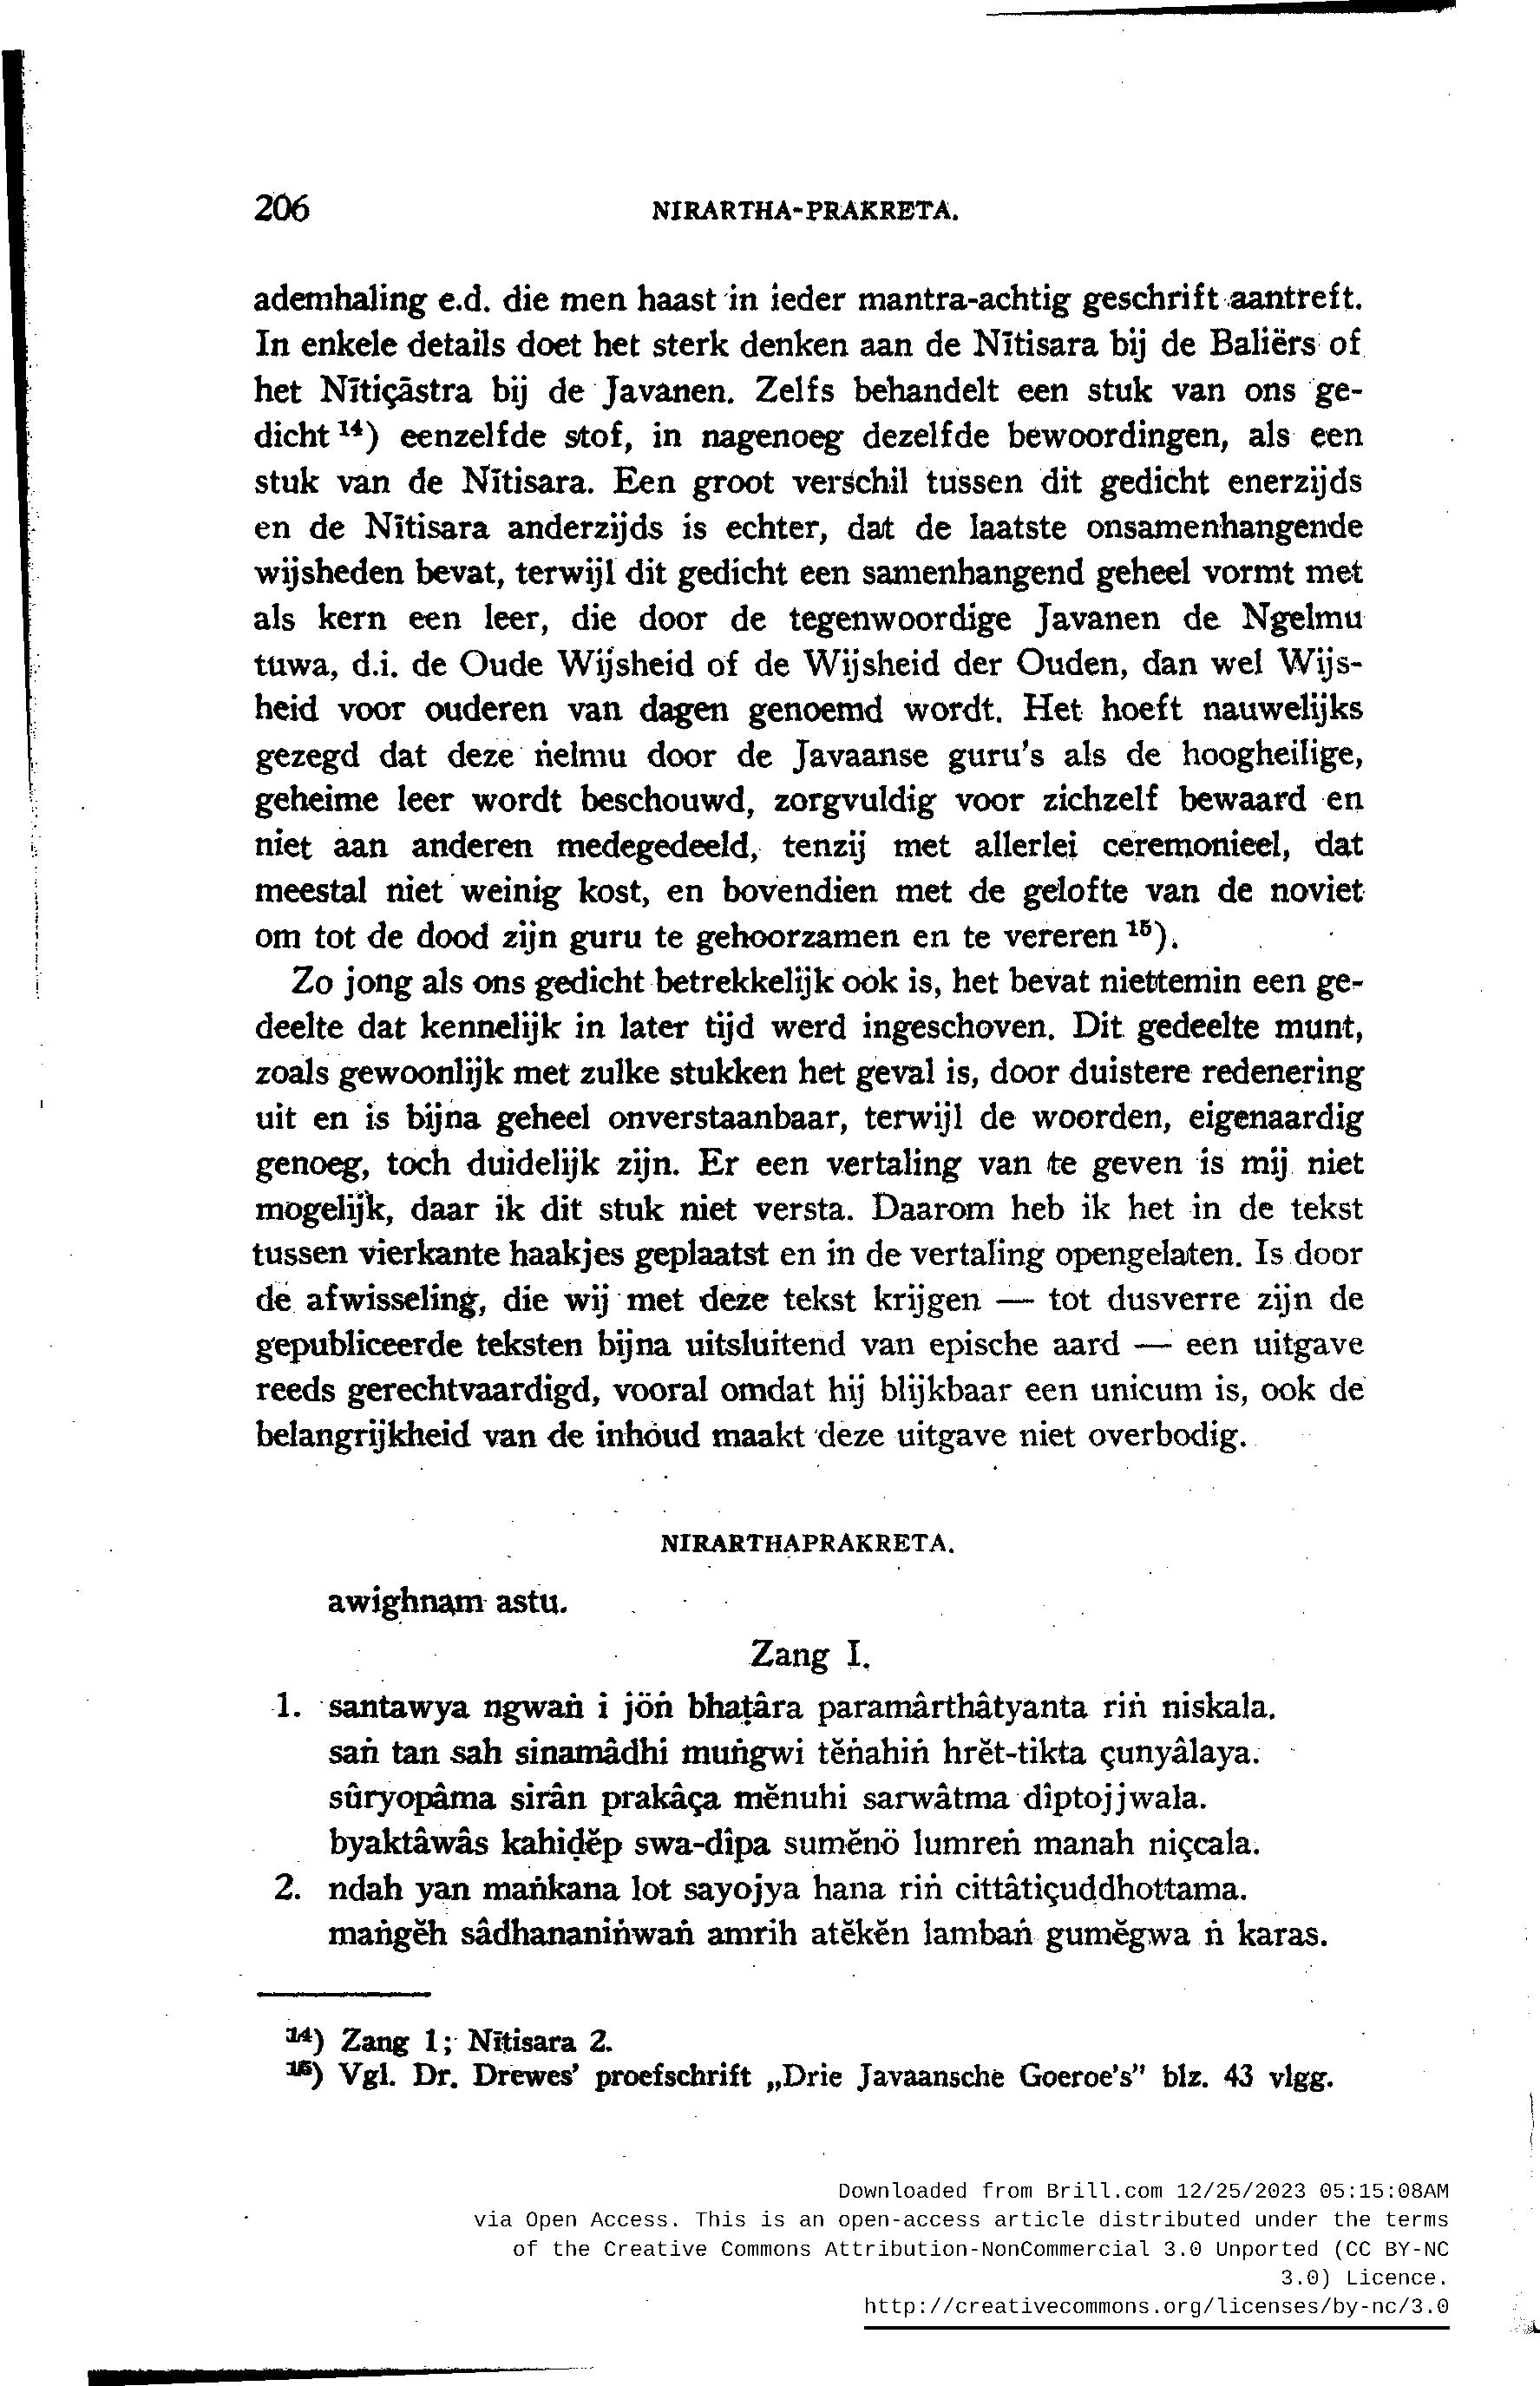 206 NIRARTHA-PRAKRETA.
ademhaling e.d. die men haast in ieder mantra-achtig geschrift aantreft.
In enkele details doet het sterk denken aan de Nītisara bij de Baliërs of
het Nītiçāstra bij de Javanen. Zelfs behandelt een stuk van ons ge-
dicht ¹⁴) eenzelfde stof, in nagenoeg dezelfde bewoordingen, als een
stuk van de Nītisara. Een groot verschil tussen dit gedicht enerzijds
en de Nītisara anderzijds is echter, dat de laatste onsamenhangende
wijsheden bevat, terwijl dit gedicht een samenhangend geheel vormt met
als kern een leer, die door de tegenwoordige Javanen de Ngelmu
tuwa, d.i. de Oude Wijsheid of de Wijsheid der Ouden, dan wel Wijs-
heid voor ouderen van dagen genoemd wordt. Het hoeft nauwelijks
gezegd dat deze ṅelmu door de Javaanse guru's als de hoogheilige,
geheime leer wordt beschouwd, zorgvuldig voor zichzelf bewaard en
niet aan anderen medegedeeld, tenzij met allerlei ceremonieel, dat
meestal niet weinig kost, en bovendien met de gelofte van de noviet
om tot de dood zijn guru te gehoorzamen en te vereren ¹⁵).
Zo jong als ons gedicht betrekkelijk ook is, het bevat niettemin een ge-
deelte dat kennelijk in later tijd werd ingeschoven. Dit gedeelte munt,
zoals gewoonlijk met zulke stukken het geval is, door duistere redenering
uit en is bijna geheel onverstaanbaar, terwijl de woorden, eigenaardig
genoeg, toch duidelijk zijn. Er een vertaling van te geven is mij niet
mogelijk, daar ik dit stuk niet versta. Daarom heb ik het in de tekst
tussen vierkante haakjes geplaatst en in de vertaling opengelaten. Is door
de afwisseling, die wij met deze tekst krijgen — tot dusverre zijn de
gepubliceerde teksten bijna uitsluitend van epische aard — een uitgave
reeds gerechtvaardigd, vooral omdat hij blijkbaar een unicum is, ook de
belangrijkheid van de inhoud maakt deze uitgave niet overbodig.
NIRARTHAPRAKRETA.
awighnạm astu.
Zang I.
1. santawya ngwaṅ i jöṅ bhaṭâra paramârthâtyanta riṅ niskala.
saṅ tan sah sinamâdhi muṅgwi tĕṅahiṅ hrĕt-tikta çunyâlaya.
sûryopâma sirân prakâça mĕnuhi sarwâtma dîptojjwala.
byaktâwâs kahiḍĕp swa-dîpa sumĕnö lumreṅ manah niçcala.
2. ndah yan maṅkana lot sayojya hana riṅ cittâtiçuddhottama.
maṅgĕh sâdhananiṅwaṅ amrih atĕkĕn lambaṅ gumĕgwa ṅ karas.
¹⁴) Zang 1; Nītisara 2.
¹⁵) Vgl. Dr. Drewes' proefschrift „Drie Javaansche Goeroe's" blz. 43 vlgg.
Downloaded from Brill.com 12/25/2023 05:15:08AM
via Open Access. This is an open-access article distributed under the terms
of the Creative Commons Attribution-NonCommercial 3.0 Unported (CC BY-NC
3.0) Licence.
http://creativecommons.org/licenses/by-nc/3.0